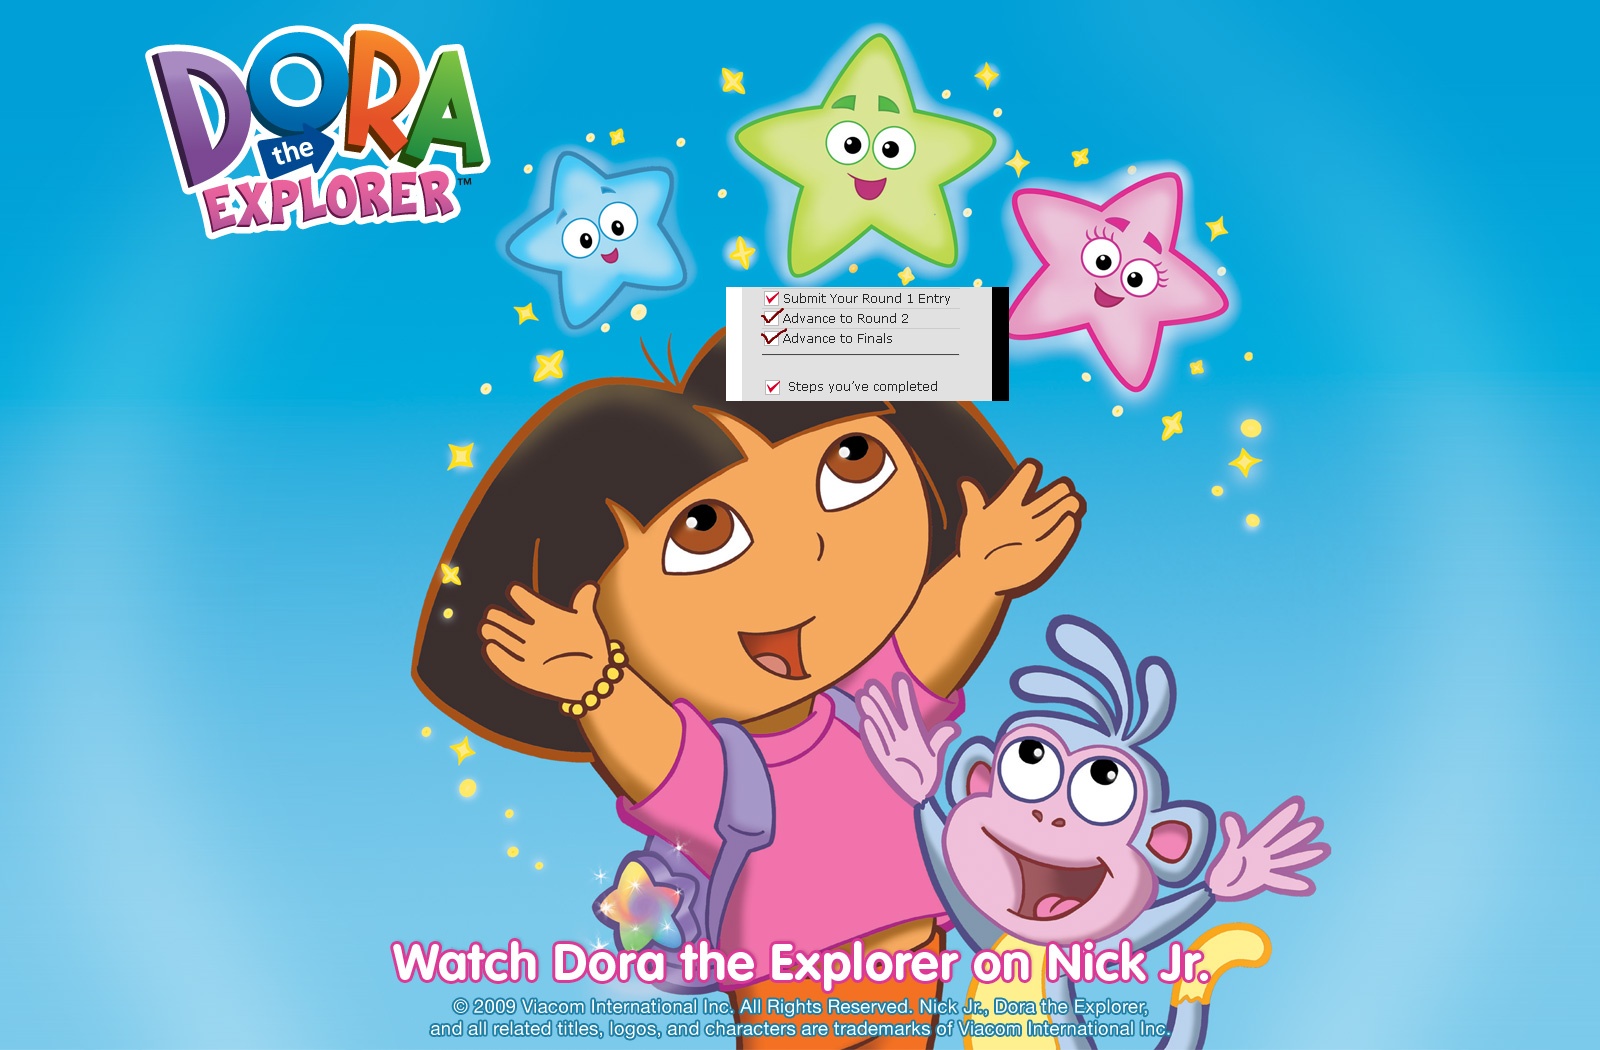 DORA
the
EXPLORER™
Submit Your Round 1 Entry
Advance to Round 2
Advance to Finals
Steps you've completed
Watch Dora the Explorer on Nick Jr.
© 2009 Viacom International Inc. All Rights Reserved. Nick Jr., Dora the Explorer,
and all related titles, logos, and characters are trademarks of Viacom International Inc.